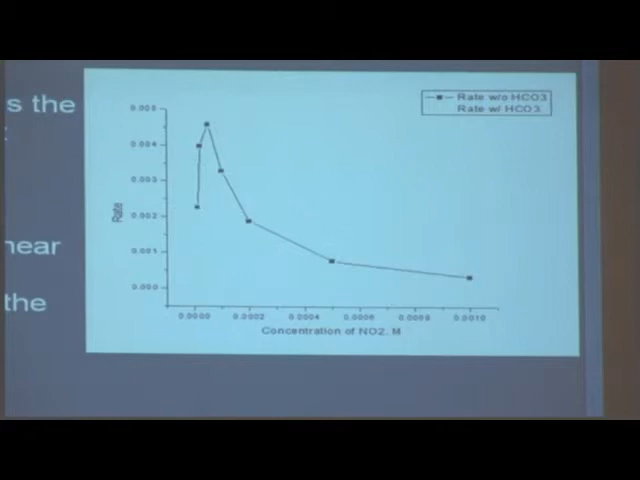 s the
near
the
Rate w/o HCO3
Rate w/ HCO3
0.005
0.004
0.003
0.002
0.001
0.000
Rate
0.0000 0.0002 0.0004 0.0006 0.0008 0.0010
Concentration of NO2. M